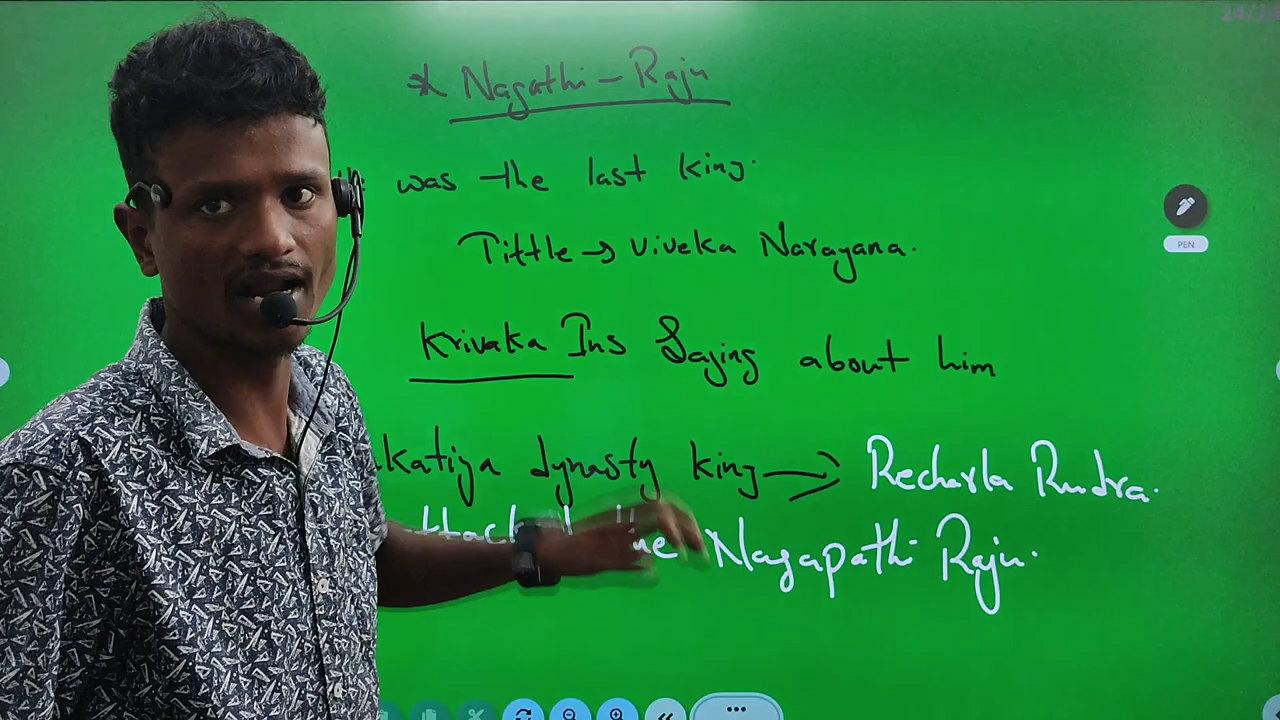 * Nagathi - Raju
was the last king.
Tittle → viveka Narayana.
Krivaka Ins Saying about him
katiya dynasty king → Recharla Rudra.
Nagapathi Raju.
PEN